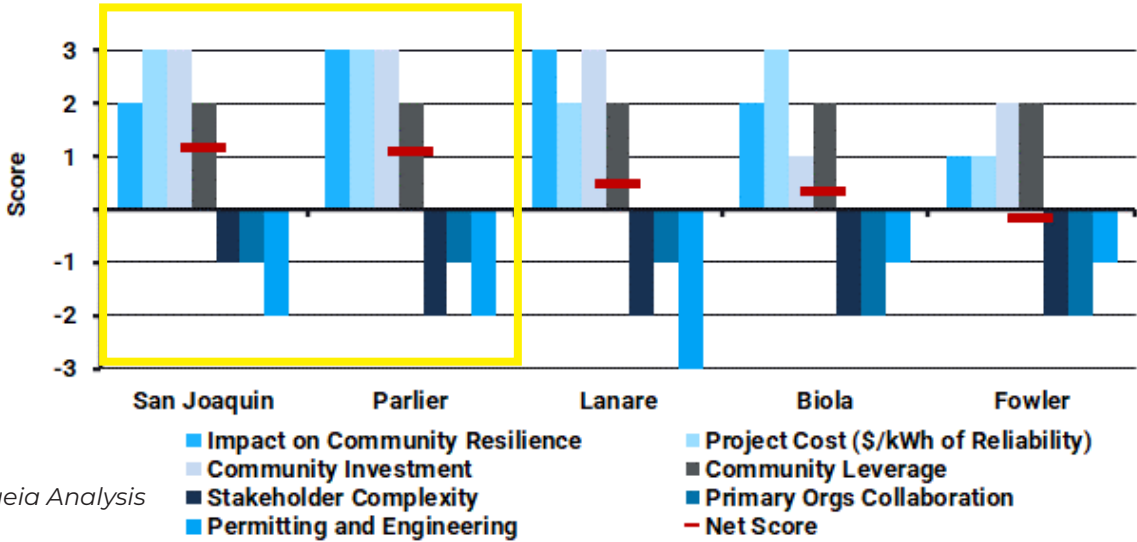 3
2
1
-1
-2
-3
Score
San Joaquin Parlier Lanare Biola Fowler
Impact on Community Resilience Project Cost ($/kWh of Reliability)
Community Investment Community Leverage
Stakeholder Complexity Primary Orgs Collaboration
Permitting and Engineering Net Score
Analysis